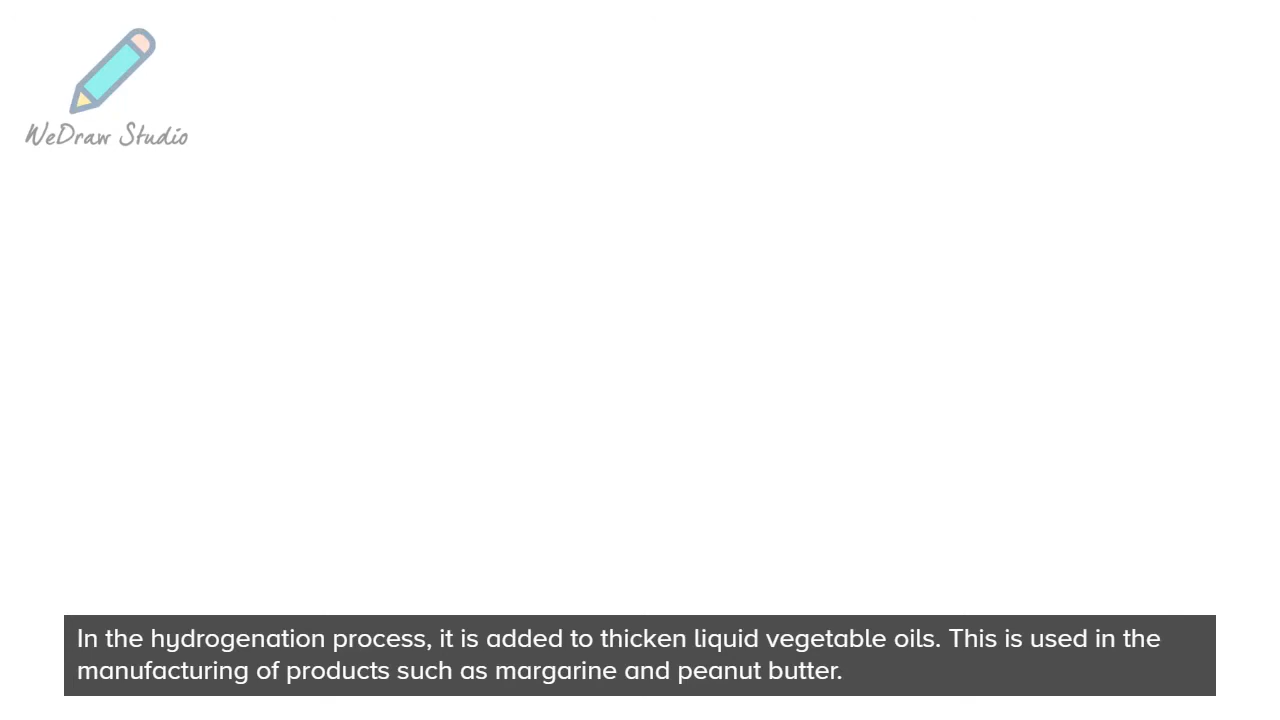 WeDraw Studio
In the hydrogenation process, it is added to thicken liquid vegetable oils. This is used in the
manufacturing of products such as margarine and peanut butter.